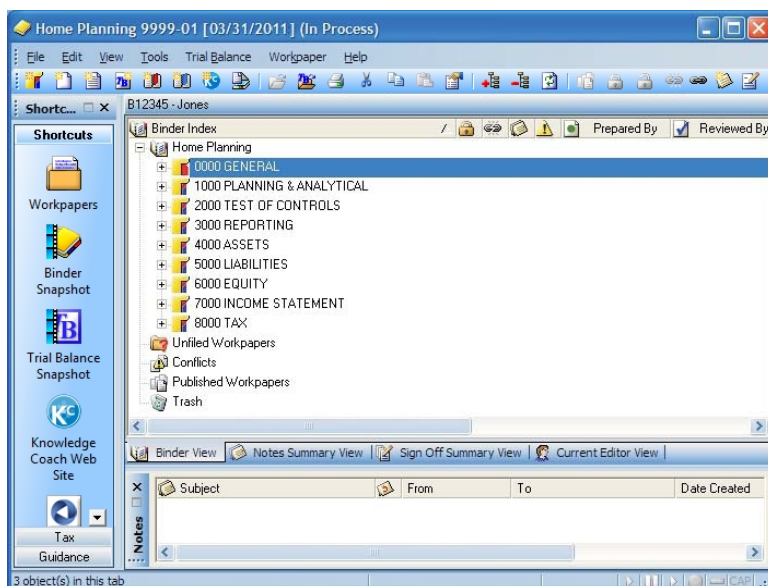 Home Planning 9999-01 [03/31/2011] (In Process)
File Edit View Tools Trial Balance Workpaper Help
Shortc...
B12345 - Jones
Shortcuts
Binder Index / Prepared By Reviewed By
Home Planning
0000 GENERAL
1000 PLANNING & ANALYTICAL
2000 TEST OF CONTROLS
3000 REPORTING
4000 ASSETS
5000 LIABILITIES
6000 EQUITY
7000 INCOME STATEMENT
8000 TAX
Unfiled Workpapers
Conflicts
Published Workpapers
Trash
Workpapers
Binder
Snapshot
TB
Trial Balance
Snapshot
KC
Knowledge
Coach Web
Site
Tax
Guidance
Binder View Notes Summary View Sign Off Summary View Current Editor View
Notes
Subject From To Date Created
3 object(s) in this tab
CAP